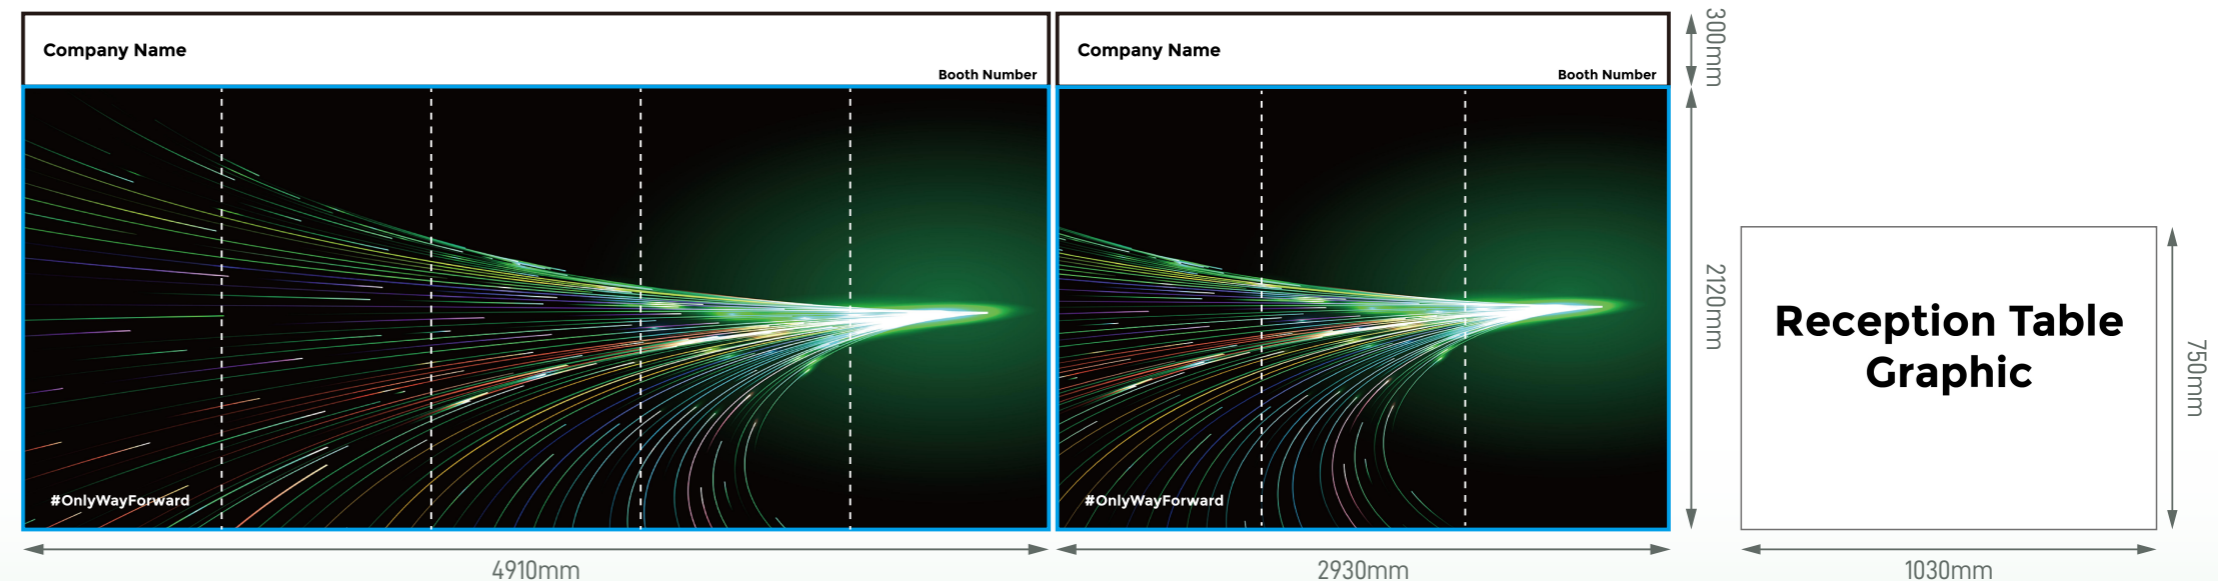 Company Name
Booth Number
Company Name
Booth Number
300mm
#OnlyWayForward
#OnlyWayForward
2120mm
4910mm
2930mm
Reception Table
Graphic
750mm
1030mm